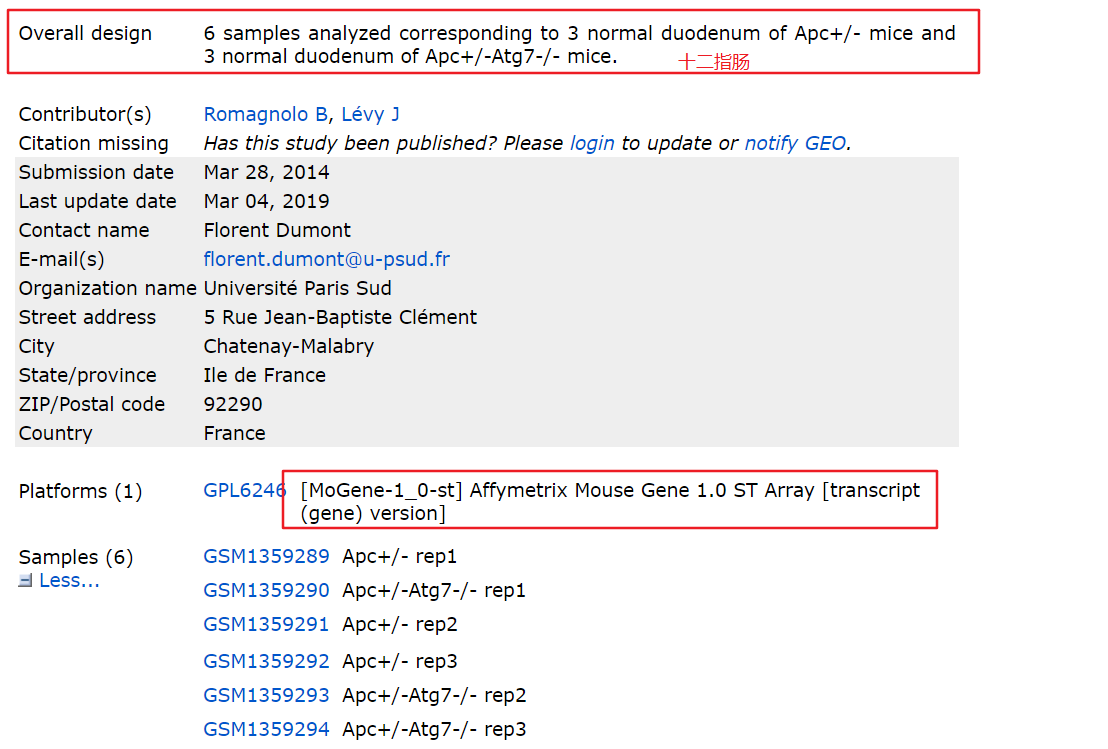 Overall design 6 samples analyzed corresponding to 3 normal duodenum of Apc+/- mice and
3 normal duodenum of Apc+/-Atg7-/- mice. 十二指肠
Contributor(s) Romagnolo B, Lévy J
Citation missing Has this study been published? Please login to update or notify GEO.
Submission date Mar 28, 2014
Last update date Mar 04, 2019
Contact name Florent Dumont
E-mail(s) florent.dumont@u-psud.fr
Organization name Université Paris Sud
Street address 5 Rue Jean-Baptiste Clément
City Chatenay-Malabry
State/province Ile de France
ZIP/Postal code 92290
Country France
Platforms (1) GPL6246 [MoGene-1_0-st] Affymetrix Mouse Gene 1.0 ST Array [transcript
(gene) version]
Samples (6) GSM1359289 Apc+/- rep1
Less... GSM1359290 Apc+/-Atg7-/- rep1
GSM1359291 Apc+/- rep2
GSM1359292 Apc+/- rep3
GSM1359293 Apc+/-Atg7-/- rep2
GSM1359294 Apc+/-Atg7-/- rep3